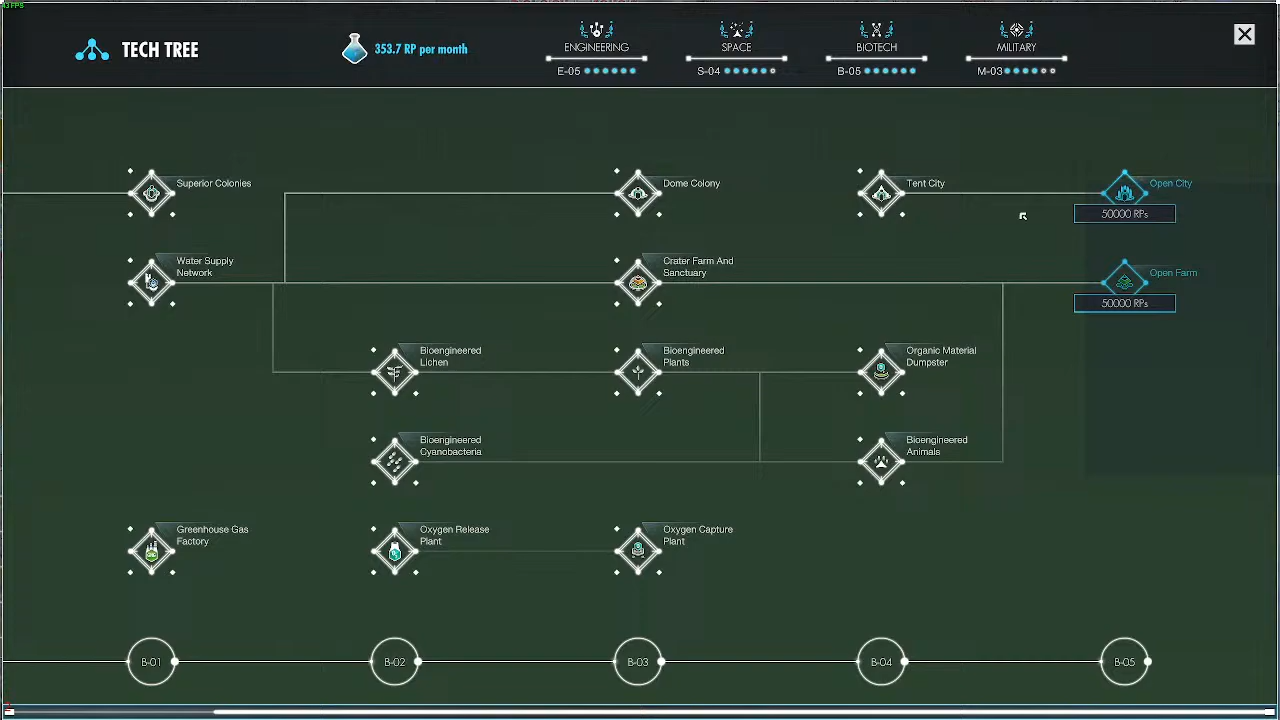 TECH TREE
353.7 RP per month
ENGINEERING
E-05
SPACE
S-04
BIOTECH
B-05
MILITARY
M-03
Superior Colonies
Dome Colony
Tent City
Open City
50000 RPs
Water Supply
Network
Crater Farm And
Sanctuary
Open Farm
50000 RPs
Bioengineered
Lichen
Bioengineered
Plants
Organic Material
Dumpster
Bioengineered
Cyanobacteria
Bioengineered
Animals
Greenhouse Gas
Factory
Oxygen Release
Plant
Oxygen Capture
Plant
B-01
B-02
B-03
B-04
B-05